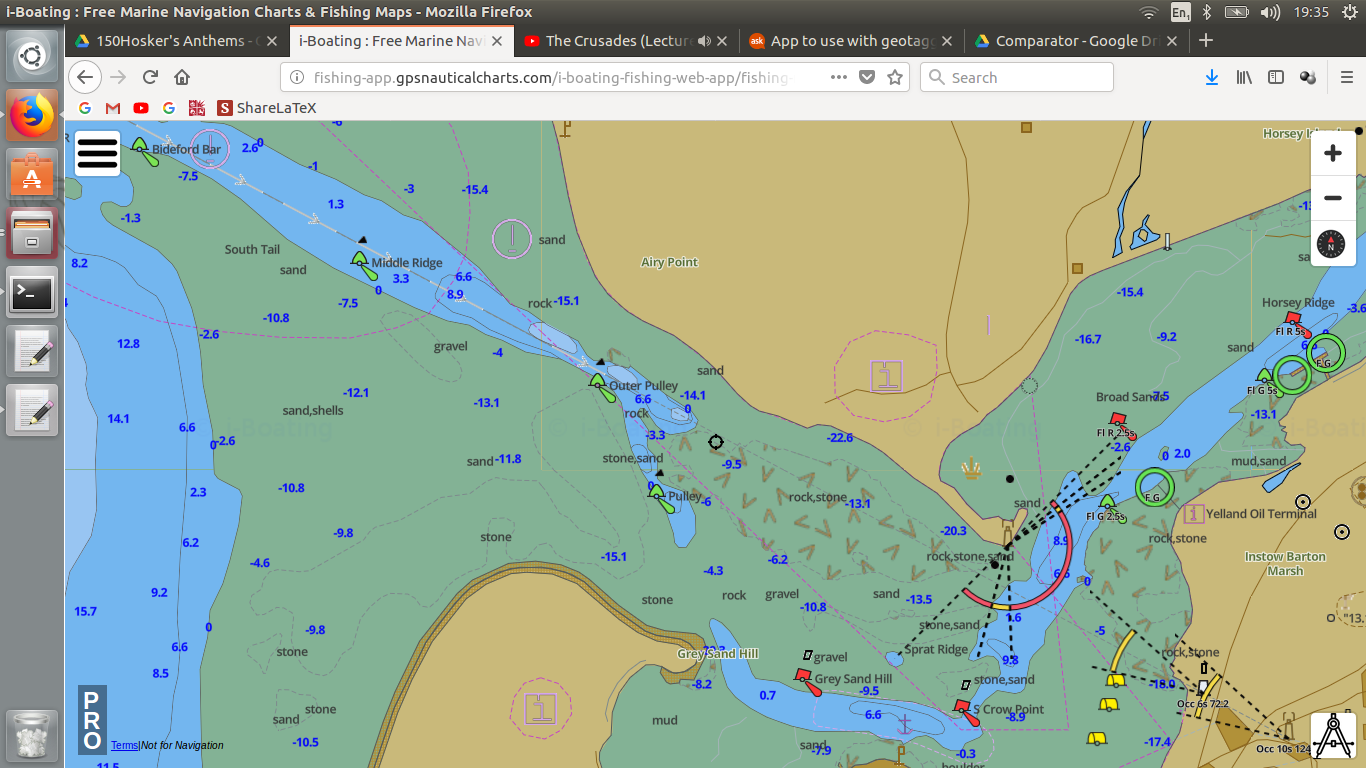 i-Boating : Free Marine Navigation Charts & Fishing Maps - Mozilla Firefox
En1
19:35
150Hosker's Anthems - G
i-Boating : Free Marine Navi
The Crusades (Lecture
App to use with geotagg
Comparator - Google Dri
ask
fishing-app.gpsnauticalcharts.com/i-boating-fishing-web-app/fishing-
Search
ShareLaTeX
-6
Horsey
Bideford Bar
2.6
0
-7.5
-1
-3
-15.4
1.3
-1.3
South Tail
sand
sand
Airy Point
8.2
Middle Ridge
3.3
0
6.6
8.9
-7.5
rock
-15.1
-15.4
Horsey Ridge
-3.6
Fl R 5s
-10.8
-2.6
12.8
gravel
-4
-16.7
-9.2
sand
F G
Fl G 5s
sand
Outer Pulley
6.6
-14.1
0
rock
-12.1
-13.1
sand,shells
14.1
6.6
0
-2.6
i-Boating
i-Boating
i-Boating
Broad Sands
-7.5
-13.1
Fl R 2.5s
-2.6
0
2.0
-3.3
-22.6
stone,sand
sand
-11.8
-9.5
mud,sand
2.3
-10.8
0
Pulley
-6
rock,stone
-13.1
sand
F G
Fl G 2.5s
Yelland Oil Terminal
-9.8
stone
-20.3
8.9
rock,stone
6.2
-4.6
-15.1
-4.3
-6.2
rock,stone,sand
Instow Barton
Marsh
9.2
stone
rock
gravel
-10.8
sand
-13.5
0
15.7
0
-9.8
stone,sand
1.6
-5
6.6
stone
Grey Sand Hill
gravel
Sprat Ridge
9.8
rock,stone
8.5
-8.2
0.7
Grey Sand Hill
-9.5
stone,sand
-18.0
PRO
stone
sand
mud
6.6
S Crow Point
-8.9
Occ 6s 72.2
-10.5
Terms|Not for Navigation
sand
-7.9
-0.3
-17.4
Occ 10s 124
11.5
boulder